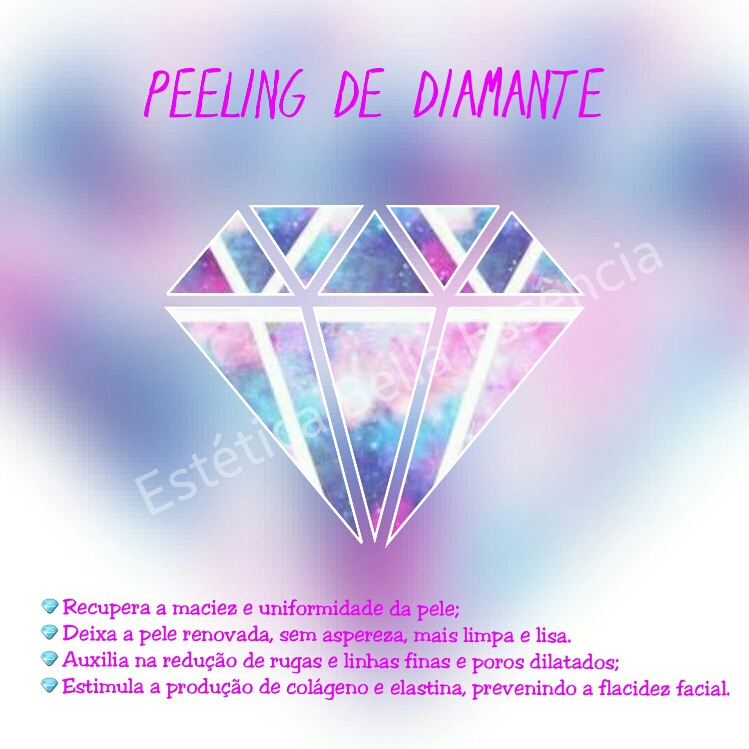 PEELING DE DIAMANTE
Estética Bella Essência
Recupera a maciez e uniformidade da pele;
Deixa a pele renovada, sem aspereza, mais limpa e lisa.
Auxilia na redução de rugas e linhas finas e poros dilatados;
Estimula a produção de colágeno e elastina, prevenindo a flacidez facial.